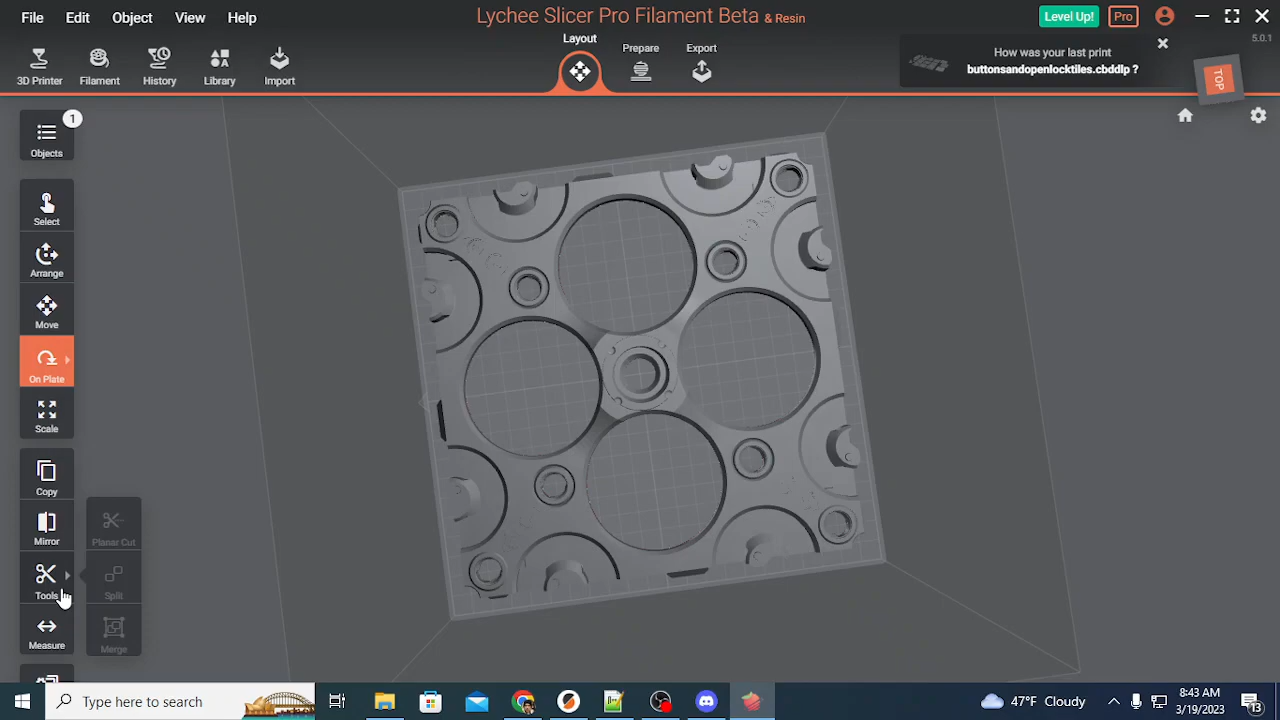 Lychee Slicer Pro Filament Beta & Resin
File Edit Object View Help
Level Up! Pro
5.0.1
3D Printer Filament History Library Import
Layout Prepare Export
How was your last print
buttonsandopenlocktiles.cbddlp ?
TOP
1
Objects
Select
Arrange
Move
On Plate
Scale
Copy
Mirror
Tools
Measure
Planar Cut
Split
Merge
Type here to search
47°F Cloudy
8:43 AM
3/19/2023
13